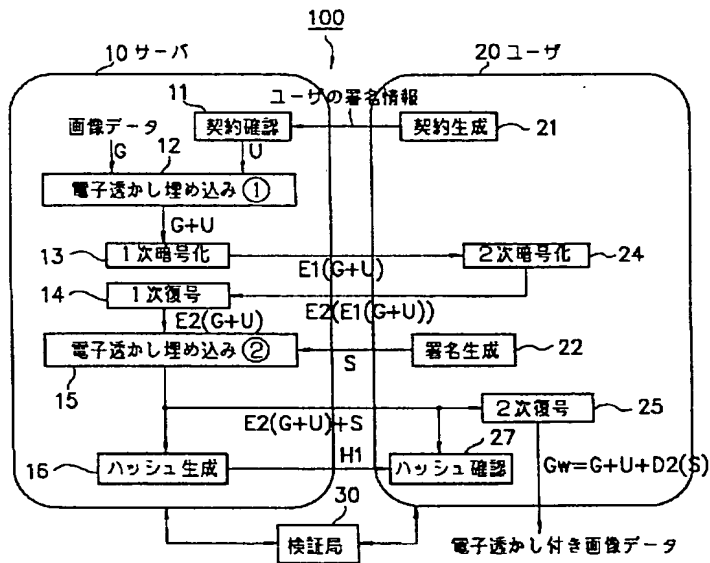 100
10 サーバ
20 ユーザ
ユーザの署名情報
11
契約確認
契約生成
21
画像データ
G
U
12
電子透かし埋め込み ①
G+U
13
1次暗号化
E1(G+U)
2次暗号化
24
14
1次復号
E2(E1(G+U))
E2(G+U)
電子透かし埋め込み ②
15
S
署名生成
22
E2(G+U)+S
2次復号
25
27
16
ハッシュ生成
H1
ハッシュ確認
Gw=G+U+D2(S)
30
検証局
電子透かし付き画像データ